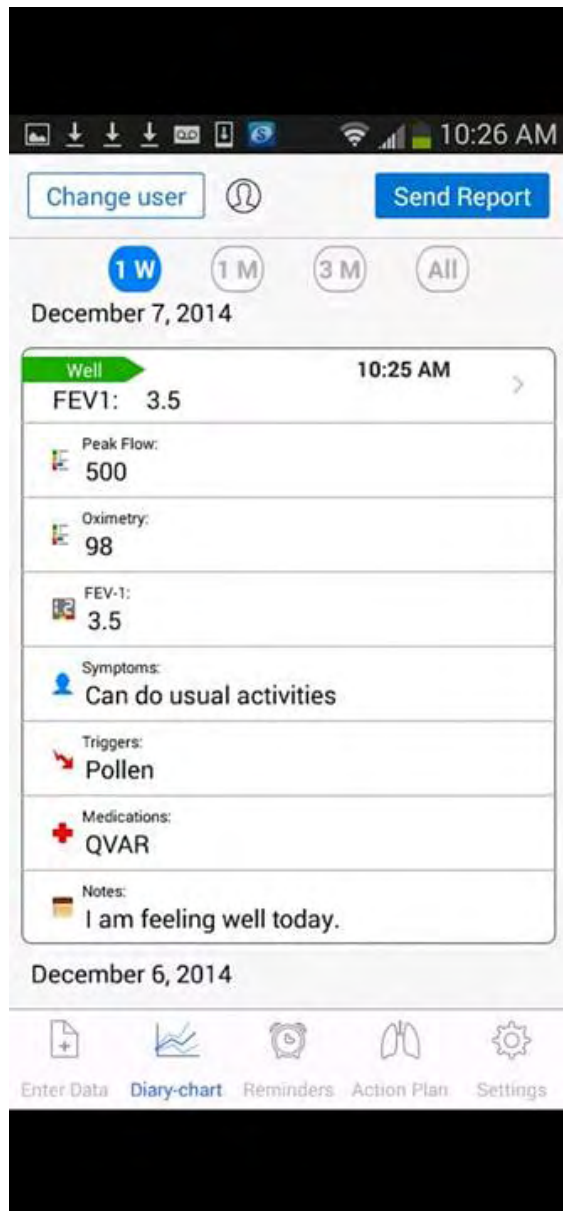 10:26 AM
Change user
Send Report
1 W
1 M
3 M
All
December 7, 2014
Well
10:25 AM
FEV1: 3.5
Peak Flow:
500
Oximetry:
98
FEV-1:
3.5
Symptoms:
Can do usual activities
Triggers:
Pollen
Medications:
QVAR
Notes:
I am feeling well today.
December 6, 2014
Enter Data
Diary-chart
Reminders
Action Plan
Settings